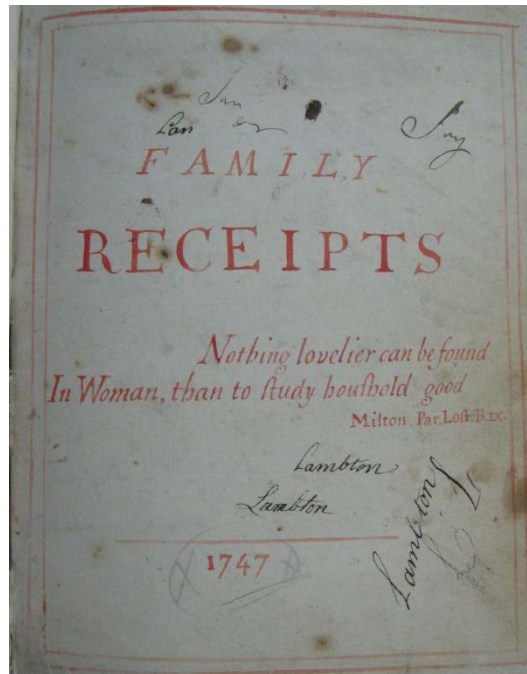 Lan
FAMILY
RECEIPTS
Nothing lovelier can be found
In Woman, than to ſtudy houſhold good
Milton. Par. Loſt. B. ix.
Lambton
Lambton
Lambton
1747